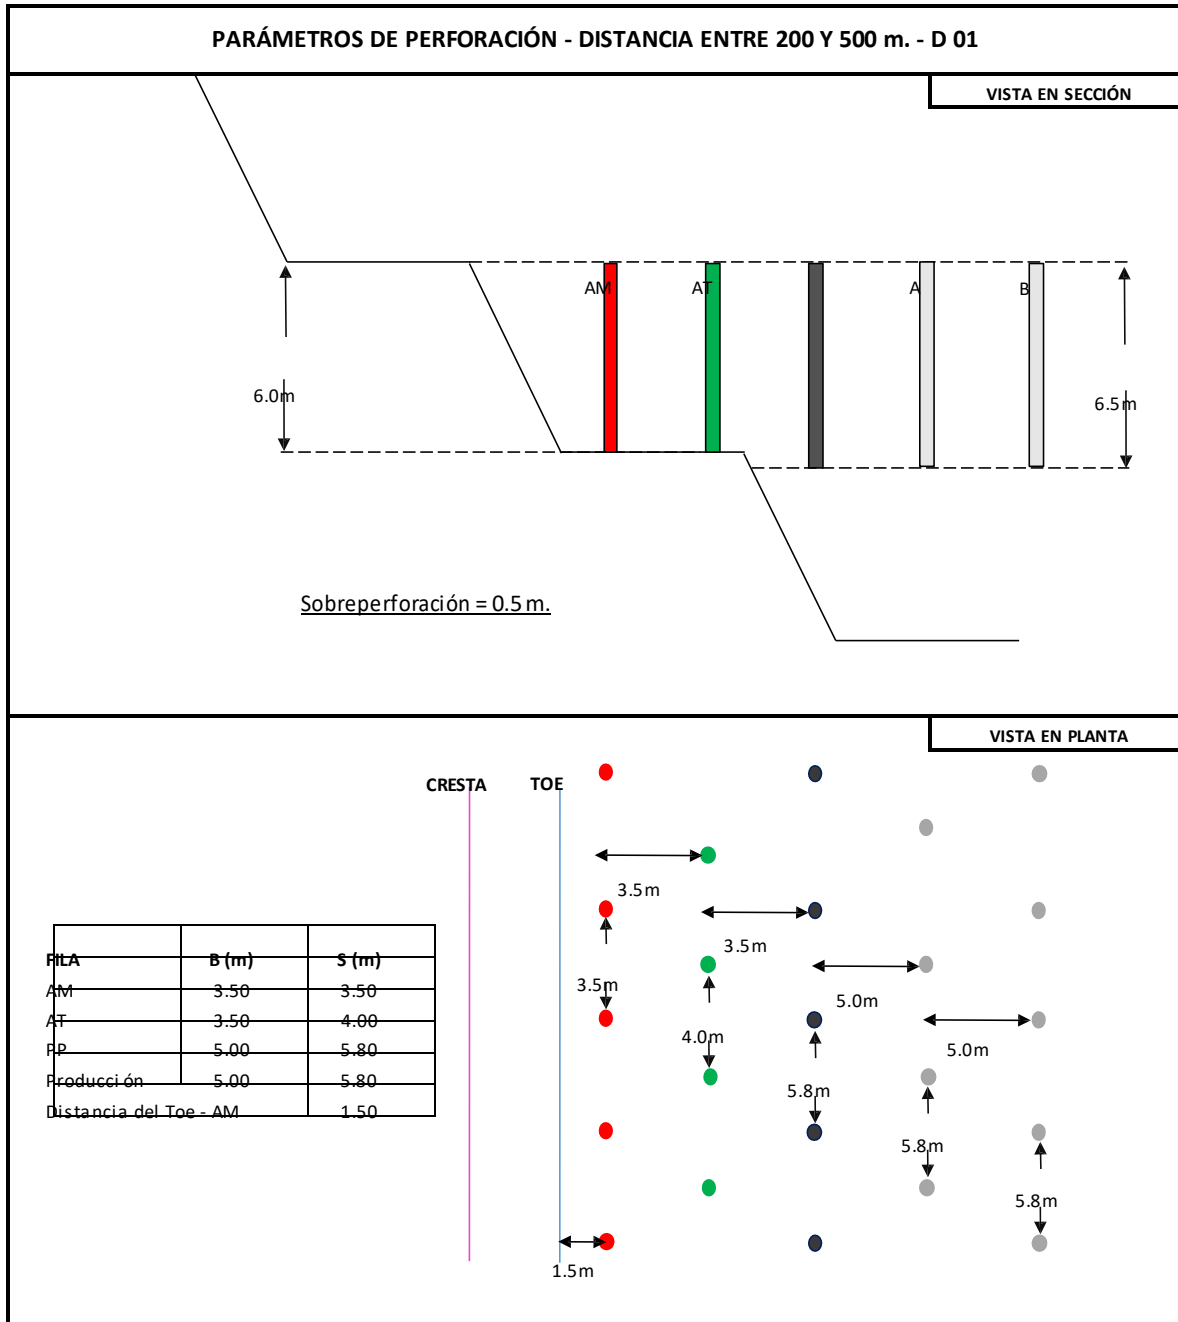 PARÁMETROS DE PERFORACIÓN - DISTANCIA ENTRE 200 Y 500 m. - D 01
VISTA EN SECCIÓN
AM AT A B
6.0m 6.5m
Sobreperforación = 0.5 m.
VISTA EN PLANTA
CRESTA TOE
3.5m
3.5m
3.5m
5.0m
4.0m
5.0m
5.8m
5.8m
5.8m
1.5m
FILA B (m) S (m)
AM 3.50 3.50
AT 3.50 4.00
PP 5.00 5.80
Producción 5.00 5.80
Distancia del Toe - AM 1.50